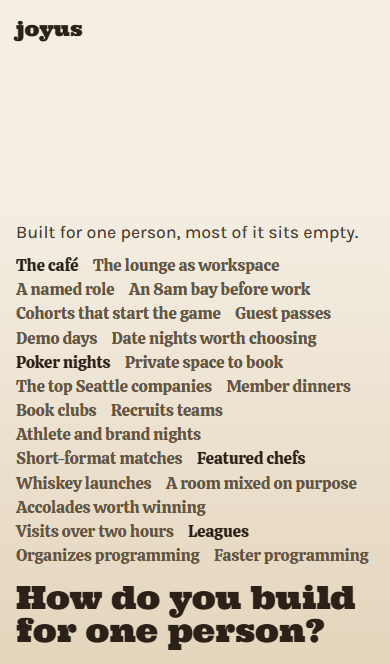 joyus
Built for one person, most of it sits empty.
The café The lounge as workspace
A named role An 8am bay before work
Cohorts that start the game Guest passes
Demo days Date nights worth choosing
Poker nights Private space to book
The top Seattle companies Member dinners
Book clubs Recruits teams
Athlete and brand nights
Short-format matches Featured chefs
Whiskey launches A room mixed on purpose
Accolades worth winning
Visits over two hours Leagues
Organizes programming Faster programming
How do you build
for one person?